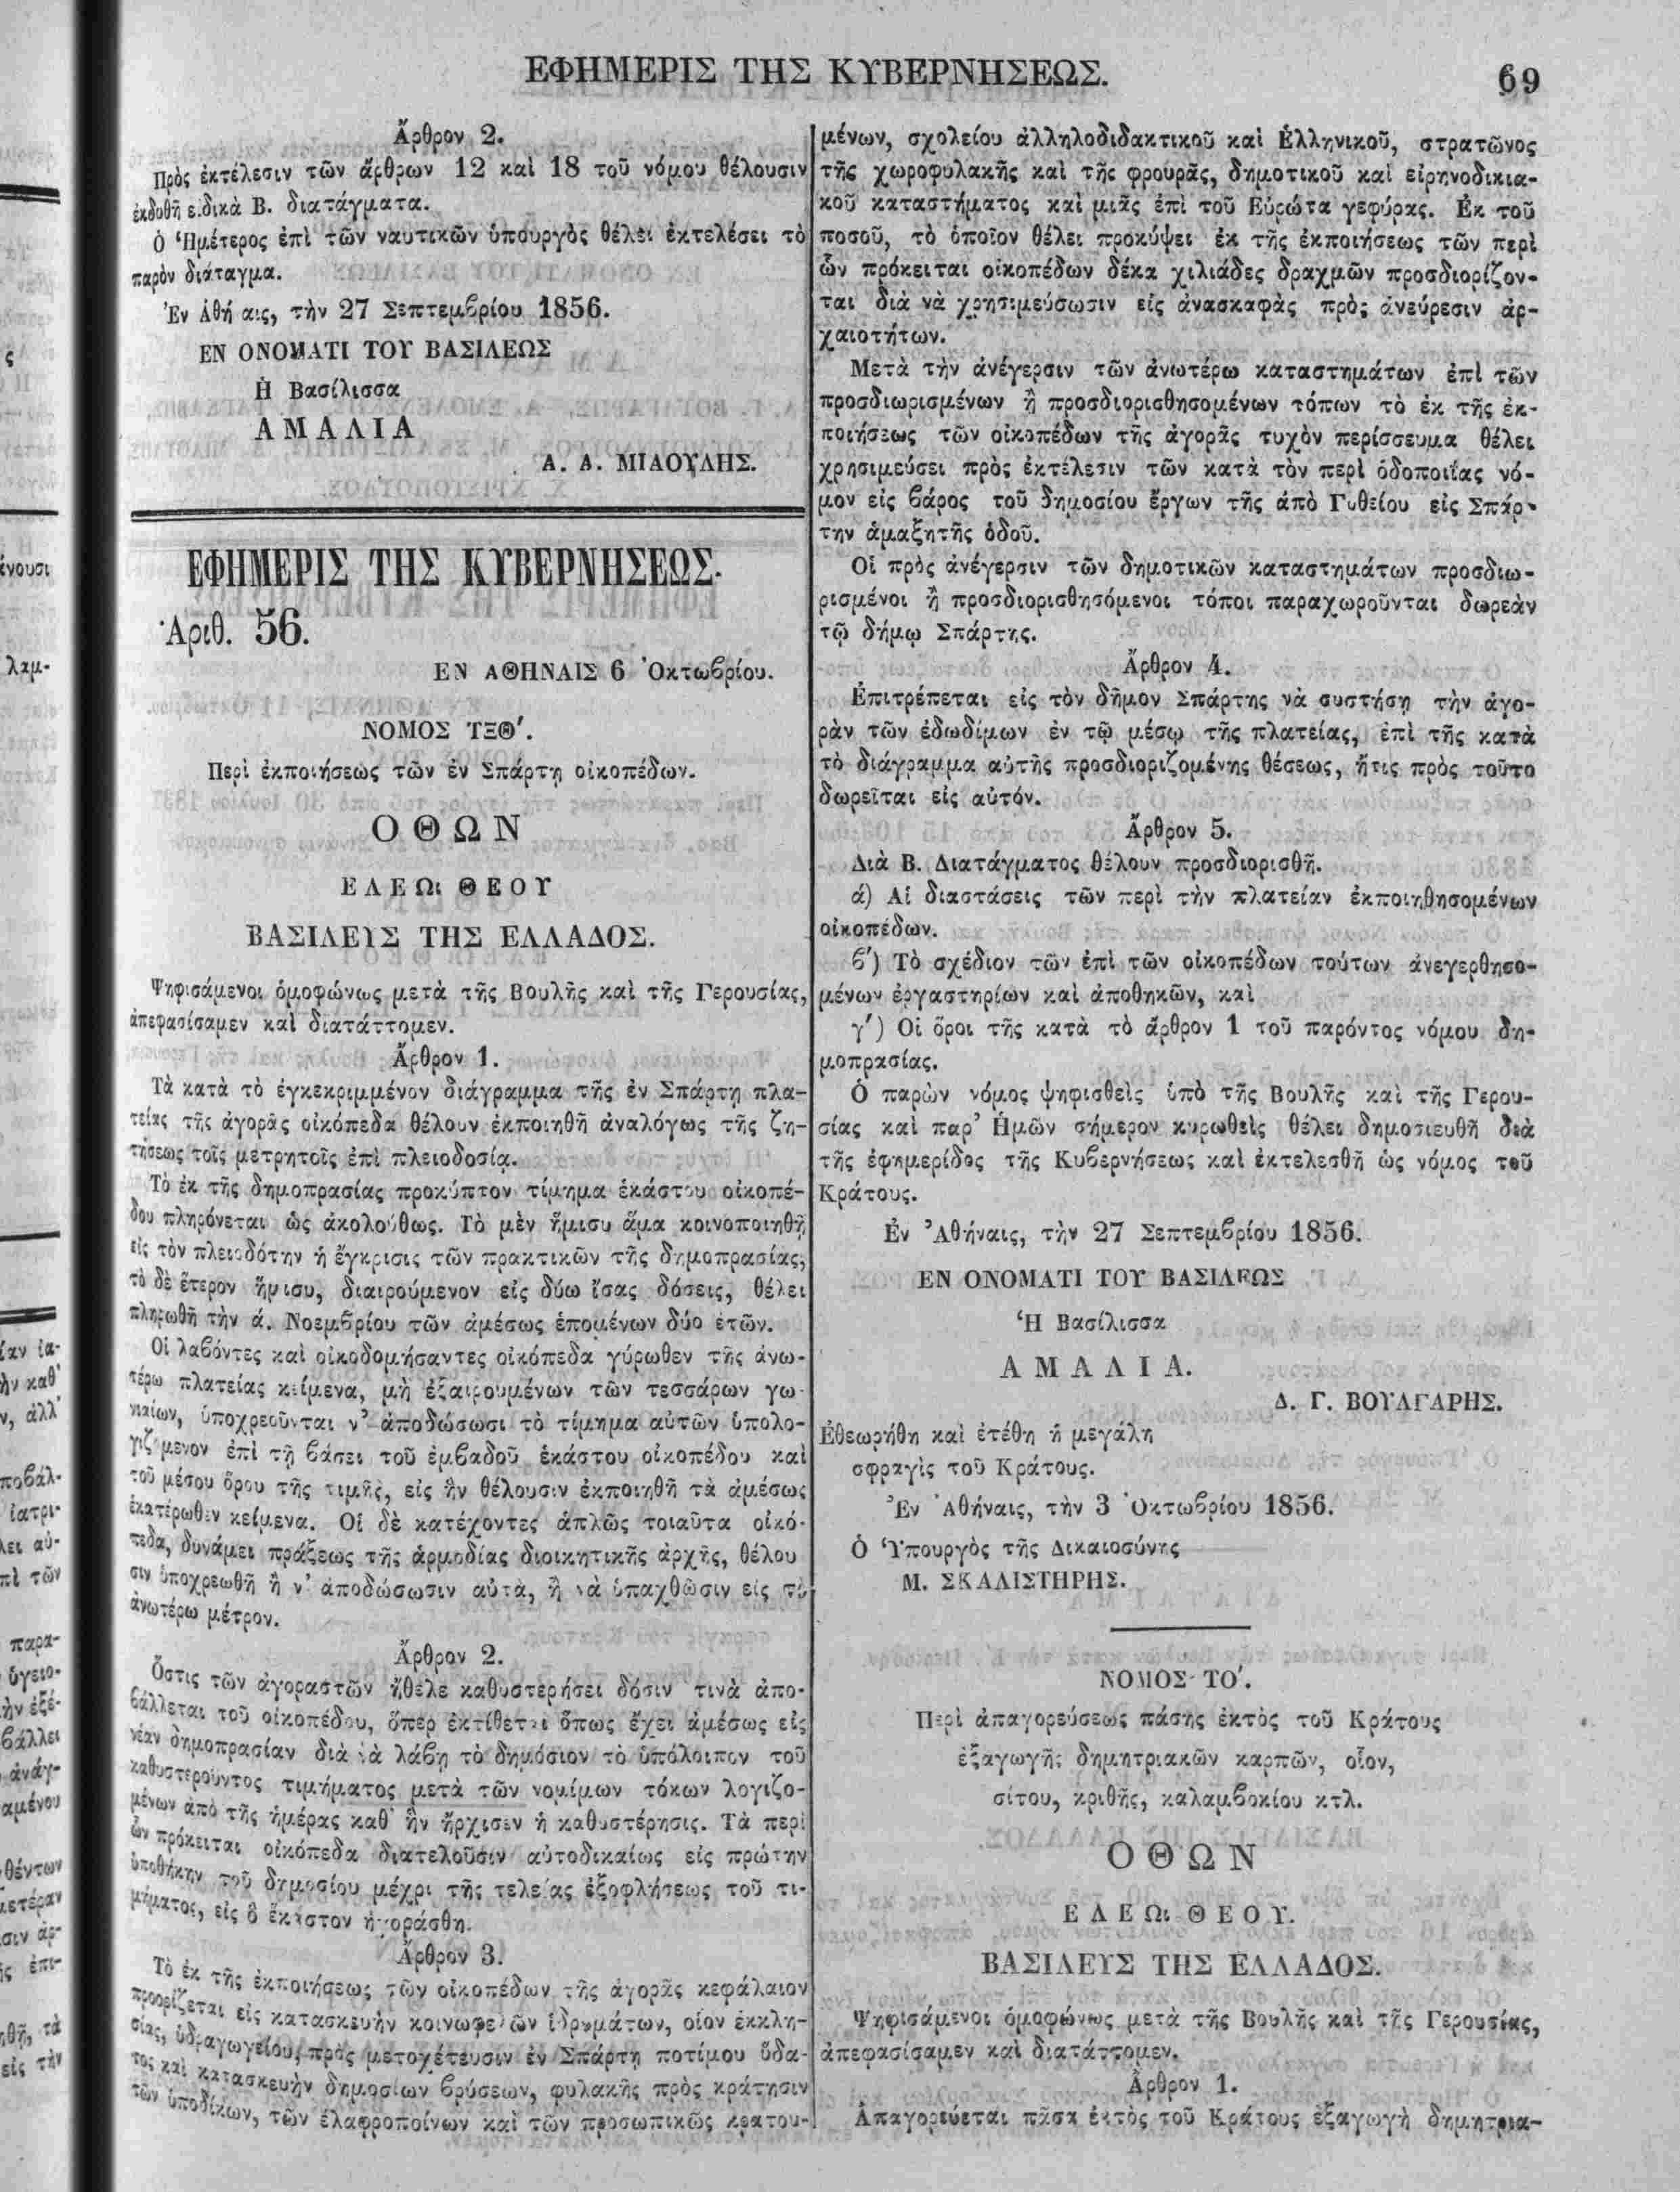 ΕΦΗΜΕΡΙΣ ΤΗΣ ΚΥΒΕΡΝΗΣΕΩΣ.
69
Ἄρθρον 2.
Πρὸς ἐκτέλεσιν τῶν ἄρθρων 12 καὶ 18 τοῦ νόμου θέλουσιν
ἐκδοθῆ εἰδικὰ Β. διατάγματα.
Ὁ Ἡμέτερος ἐπὶ τῶν ναυτικῶν ὑπουργὸς θέλει ἐκτελέσει τὸ
παρὸν διάταγμα.
Ἐν Ἀθή αις, τὴν 27 Σεπτεμβρίου 1856.
ΕΝ ΟΝΟΜΑΤΙ ΤΟΥ ΒΑΣΙΛΕΩΣ
Ἡ Βασίλισσα
ΑΜΑΛΙΑ
Α. Α. ΜΙΑΟΥΛΗΣ.
ΕΦΗΜΕΡΙΣ ΤΗΣ ΚΥΒΕΡΝΗΣΕΩΣ.
Ἀριθ. 56.
ΕΝ ΑΘΗΝΑΙΣ 6 Ὀκτωβρίου.
ΝΟΜΟΣ ΤΞΘ΄.
Περὶ ἐκποιήσεως τῶν ἐν Σπάρτῃ οἰκοπέδων.
ΟΘΩΝ
ΕΛΕΩι ΘΕΟΥ
ΒΑΣΙΛΕΥΣ ΤΗΣ ΕΛΛΑΔΟΣ.
Ψηφισάμενοι ὁμοφώνως μετὰ τῆς Βουλῆς καὶ τῆς Γερουσίας,
ἀπεφασίσαμεν καὶ διατάττομεν.
Ἄρθρον 1.
Τὰ κατὰ τὸ ἐγκεκριμμένον διάγραμμα τῆς ἐν Σπάρτῃ πλα-
τείας τῆς ἀγορᾶς οἰκόπεδα θέλουν ἐκποιηθῆ ἀναλόγως τῆς ζη-
τήσεως τοῖς μετρητοῖς ἐπὶ πλειοδοσίᾳ.
Τὸ ἐκ τῆς δημοπρασίας προκύπτον τίμημα ἑκάστου οἰκοπέ-
δου πληρόνεται ὡς ἀκολούθως. Τὸ μὲν ἥμισυ ἅμα κοινοποιηθῇ
εἰς τὸν πλειοδότην ἡ ἔγκρισις τῶν πρακτικῶν τῆς δημοπρασίας,
τὸ δὲ ἕτερον ἥμισυ, διαιρούμενον εἰς δύω ἴσας δόσεις, θέλει
πληρωθῆ τὴν ά. Νοεμβρίου τῶν ἀμέσως ἑπομένων δύο ἐτῶν.
Οἱ λαβόντες καὶ οἰκοδομήσαντες οἰκόπεδα γύρωθεν τῆς ἀνω-
τέρω πλατείας κείμενα, μὴ ἐξαιρουμένων τῶν τεσσάρων γω-
νιαίων, ὑποχρεοῦνται ν' ἀποδώσωσι τὸ τίμημα αὐτῶν ὑπολο-
γιζόμενον ἐπὶ τῇ βάσει τοῦ ἐμβαδοῦ ἑκάστου οἰκοπέδου καὶ
τοῦ μέσου ὅρου τῆς τιμῆς, εἰς ἣν θέλουσιν ἐκποιηθῆ τὰ ἀμέσως
ἑκατέρωθεν κείμενα. Οἱ δὲ κατέχοντες ἁπλῶς τοιαῦτα οἰκό-
πεδα, δυνάμει πράξεως τῆς ἁρμοδίας διοικητικῆς ἀρχῆς, θέλου
σιν ὑποχρεωθῆ ἢ ν' ἀποδώσωσιν αὐτὰ, ἢ νὰ ὑπαχθῶσιν εἰς τὸ
ἀνωτέρω μέτρον.
Ἄρθρον 2.
Ὅστις τῶν ἀγοραστῶν ἤθελε καθυστερήσει δόσιν τινὰ ἀπο-
βάλλεται τοῦ οἰκοπέδου, ὅπερ ἐκτίθεται ὅπως ἔχει ἀμέσως εἰς
νέαν δημοπρασίαν διὰ νὰ λάβῃ τὸ δημόσιον τὸ ὑπόλοιπον τοῦ
καθυστεροῦντος τιμήματος μετὰ τῶν νομίμων τόκων λογιζο-
μένων ἀπὸ τῆς ἡμέρας καθ' ἣν ἤρχισεν ἡ καθυστέρησις. Τὰ περὶ
ὧν πρόκειται οἰκόπεδα διατελοῦσιν αὐτοδικαίως εἰς πρώτην
ὑποθήκην τοῦ δημοσίου μέχρι τῆς τελείας ἐξοφλήσεως τοῦ τι-
μήματος, εἰς ὃ ἕκαστον ἠγοράσθη.
Ἄρθρον 3.
Τὸ ἐκ τῆς ἐκποιήσεως τῶν οἰκοπέδων τῆς ἀγορᾶς κεφάλαιον
προορίζεται εἰς κατασκευὴν κοινωφελῶν ἱδρυμάτων, οἷον ἐκκλη-
σίας, ὑδραγωγείου, πρὸς μετοχέτευσιν ἐν Σπάρτῃ ποτίμου ὕδα-
τος καὶ κατασκευὴν δημοσίων βρύσεων, φυλακῆς πρὸς κράτησιν
τῶν ὑποδίκων, τῶν ἐλαφροποίνων καὶ τῶν προσωπικῶς κρατου-
μένων, σχολείου ἀλληλοδιδακτικοῦ καὶ Ἑλληνικοῦ, στρατῶνος
τῆς χωροφυλακῆς καὶ τῆς φρουρᾶς, δημοτικοῦ καὶ εἰρηνοδικια-
κοῦ καταστήματος καὶ μιᾶς ἐπὶ τοῦ Εὐρώτα γεφύρας. Ἐκ τοῦ
ποσοῦ, τὸ ὁποῖον θέλει προκύψει ἐκ τῆς ἐκποιήσεως τῶν περὶ
ὧν πρόκειται οἰκοπέδων δέκα χιλιάδες δραχμῶν προσδιορίζον-
ται διὰ νὰ χρησιμεύσωσιν εἰς ἀνασκαφὰς πρὸς ἀνεύρεσιν ἀρ-
χαιοτήτων.
Μετὰ τὴν ἀνέγερσιν τῶν ἀνωτέρω καταστημάτων ἐπὶ τῶν
προσδιωρισμένων ἢ προσδιορισθησομένων τόπων τὸ ἐκ τῆς ἐκ-
ποιήσεως τῶν οἰκοπέδων τῆς ἀγορᾶς τυχὸν περίσσευμα θέλει
χρησιμεύσει πρὸς ἐκτέλεσιν τῶν κατὰ τὸν περὶ ὁδοποιΐας νό-
μον εἰς βάρος τοῦ δημοσίου ἔργων τῆς ἀπὸ Γυθείου εἰς Σπάρ-
την ἁμαξητῆς ὁδοῦ.
Οἱ πρὸς ἀνέγερσιν τῶν δημοτικῶν καταστημάτων προσδιω-
ρισμένοι ἢ προσδιορισθησόμενοι τόποι παραχωροῦνται δωρεὰν
τῷ δήμῳ Σπάρτης.
Ἄρθρον 4.
Ἐπιτρέπεται εἰς τὸν δῆμον Σπάρτης νὰ συστήσῃ τὴν ἀγο-
ρὰν τῶν ἐδωδίμων ἐν τῷ μέσῳ τῆς πλατείας, ἐπὶ τῆς κατὰ
τὸ διάγραμμα αὐτῆς προσδιοριζομένης θέσεως, ἥτις πρὸς τοῦτο
δωρεῖται εἰς αὐτόν.
Ἄρθρον 5.
Διὰ Β. Διατάγματος θέλουν προσδιορισθῆ.
ά) Αἱ διαστάσεις τῶν περὶ τὴν πλατείαν ἐκποιηθησομένων
οἰκοπέδων.
β΄) Τὸ σχέδιον τῶν ἐπὶ τῶν οἰκοπέδων τούτων ἀνεγερθησο-
μένων ἐργαστηρίων καὶ ἀποθηκῶν, καὶ
γ΄) Οἱ ὅροι τῆς κατὰ τὸ ἄρθρον 1 τοῦ παρόντος νόμου δη-
μοπρασίας.
Ὁ παρὼν νόμος ψηφισθεὶς ὑπὸ τῆς Βουλῆς καὶ τῆς Γερου-
σίας καὶ παρ' Ἡμῶν σήμερον κυρωθεὶς θέλει δημοσιευθῆ διὰ
τῆς ἐφημερίδος τῆς Κυβερνήσεως καὶ ἐκτελεσθῆ ὡς νόμος τοῦ
Κράτους.
Ἐν Ἀθήναις, τὴν 27 Σεπτεμβρίου 1856.
ΕΝ ΟΝΟΜΑΤΙ ΤΟΥ ΒΑΣΙΛΕΩΣ
Ἡ Βασίλισσα
ΑΜΑΛΙΑ.
Δ. Γ. ΒΟΥΛΓΑΡΗΣ.
Ἐθεωρήθη καὶ ἐτέθη ἡ μεγάλη
σφραγὶς τοῦ Κράτους.
Ἐν Ἀθήναις, τὴν 3 Ὀκτωβρίου 1856.
Ὁ Ὑπουργὸς τῆς Δικαιοσύνης
Μ. ΣΚΑΛΙΣΤΗΡΗΣ.
ΝΟΜΟΣ ΤΟ΄.
Περὶ ἀπαγορεύσεως πάσης ἐκτὸς τοῦ Κράτους
ἐξαγωγῆς δημητριακῶν καρπῶν, οἷον,
σίτου, κριθῆς, καλαμβοκίου κτλ.
ΟΘΩΝ
ΕΛΕΩι ΘΕΟΥ.
ΒΑΣΙΛΕΥΣ ΤΗΣ ΕΛΛΑΔΟΣ.
Ψηφισάμενοι ὁμοφώνως μετὰ τῆς Βουλῆς καὶ τῆς Γερουσίας,
ἀπεφασίσαμεν καὶ διατάττομεν.
Ἄρθρον 1.
Ἀπαγορεύεται πᾶσα ἐκτὸς τοῦ Κράτους ἐξαγωγὴ δημητρια-